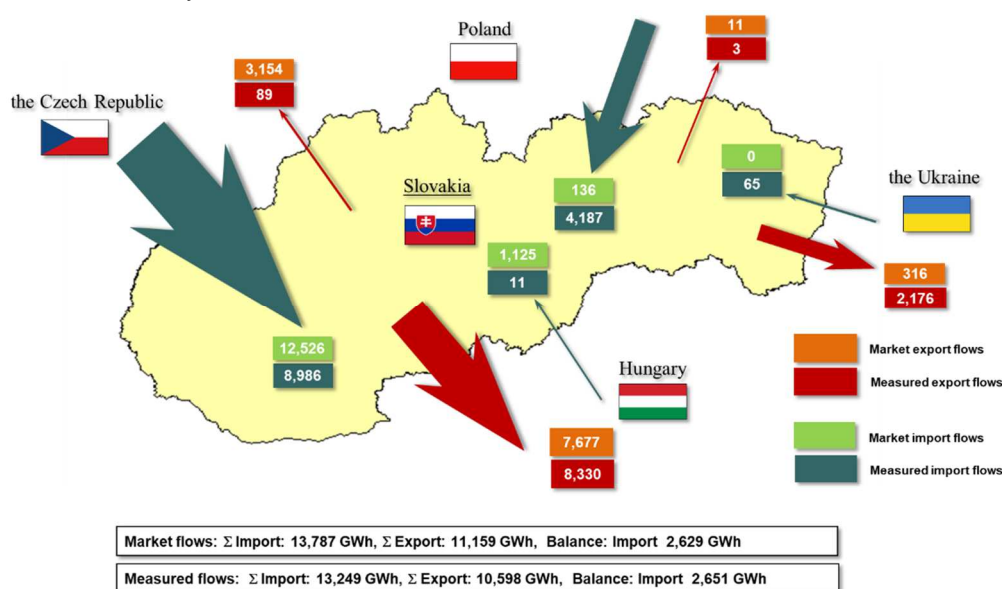 Poland
11
3
3,154
89
the Czech Republic
0
65
136
4,187
the Ukraine
Slovakia
1,125
11
316
2,176
12,526
8,986
Hungary
7,677
8,330
Market export flows
Measured export flows
Market import flows
Measured import flows
Market flows: Σ Import: 13,787 GWh, Σ Export: 11,159 GWh, Balance: Import 2,629 GWh
Measured flows: Σ Import: 13,249 GWh, Σ Export: 10,598 GWh, Balance: Import 2,651 GWh